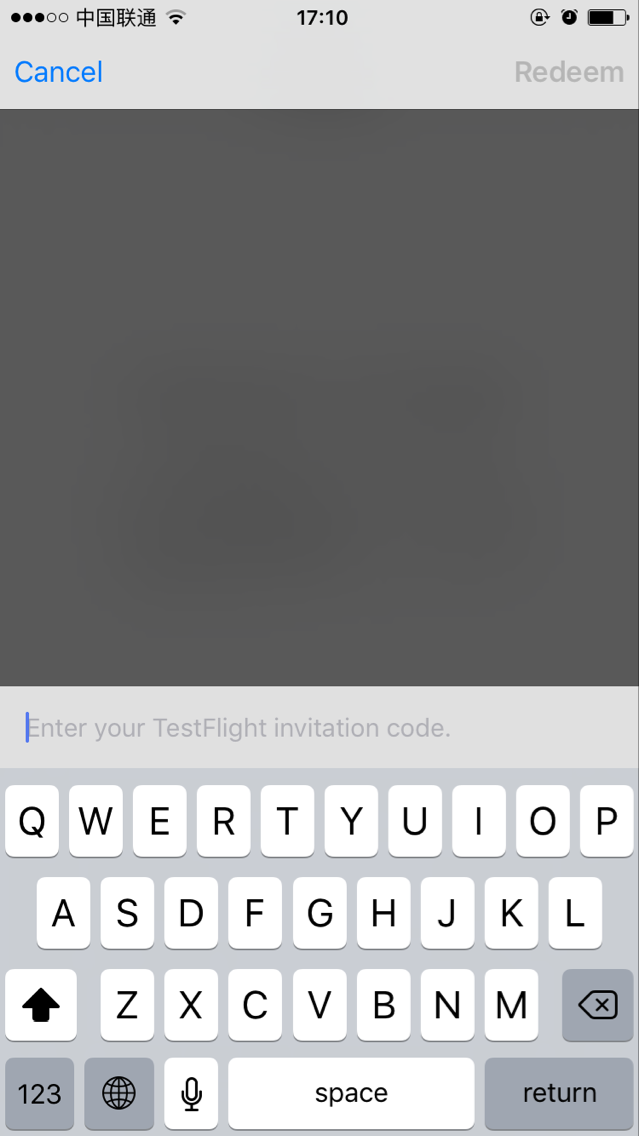 中国联通 17:10
Cancel Redeem
Enter your TestFlight invitation code.
Q W E R T Y U I O P
A S D F G H J K L
Z X C V B N M
123 space return